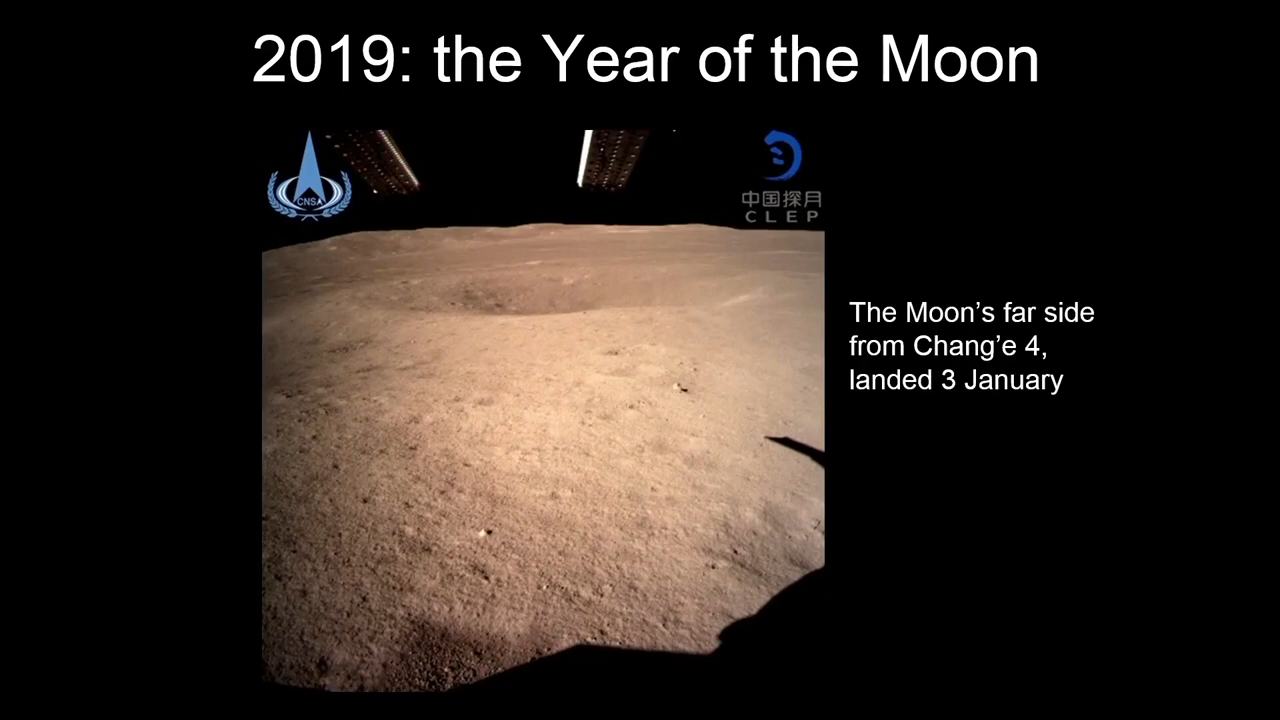 2019: the Year of the Moon
CNSA
中国探月
CLEP
The Moon’s far side
from Chang’e 4,
landed 3 January